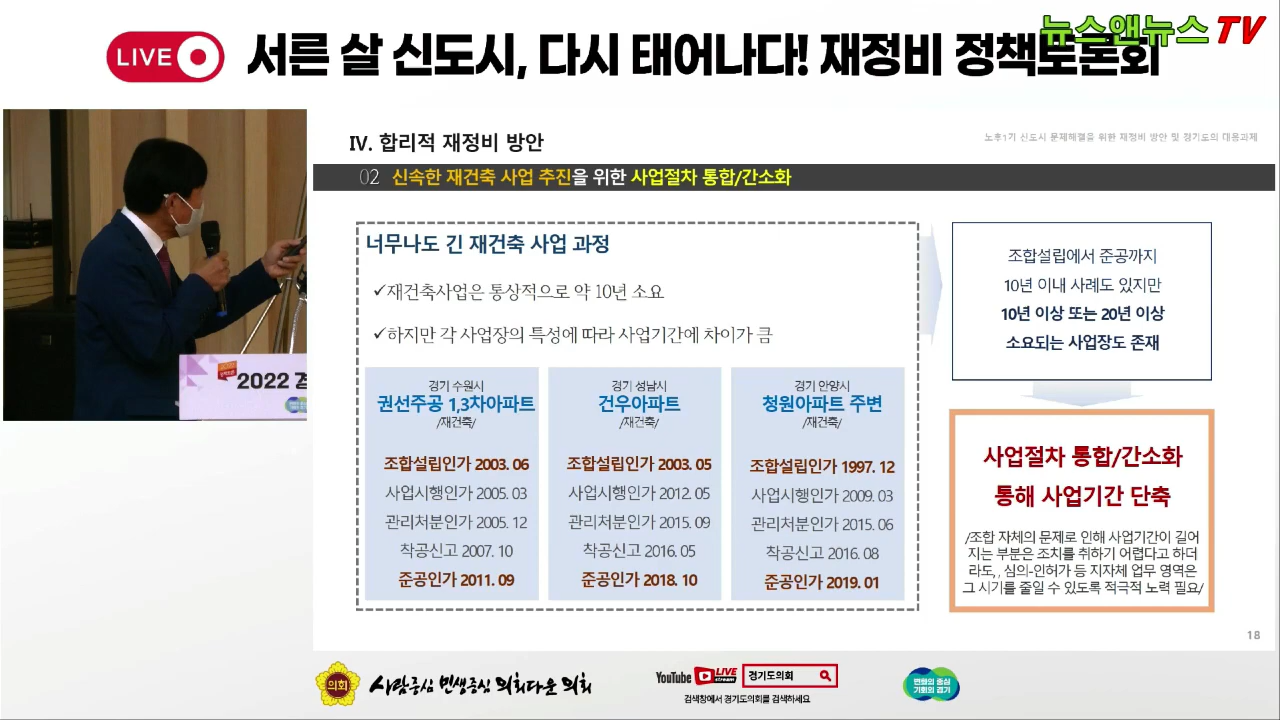 뉴스앤뉴스 TV
LIVE 서른 살 신도시, 다시 태어나다! 재정비 정책토론회
Ⅳ. 합리적 재정비 방안
노후1기 신도시 문제해결을 위한 재정비 방안 및 경기도의 대응과제
02 신속한 재건축 사업 추진을 위한 사업절차 통합/간소화
너무나도 긴 재건축 사업 과정
✓재건축사업은 통상적으로 약 10년 소요
✓하지만 각 사업장의 특성에 따라 사업기간에 차이가 큼
경기 수원시
권선주공 1,3차아파트
/재건축/
조합설립인가 2003. 06
사업시행인가 2005. 03
관리처분인가 2005. 12
착공신고 2007. 10
준공인가 2011. 09
경기 성남시
건우아파트
/재건축/
조합설립인가 2003. 05
사업시행인가 2012. 05
관리처분인가 2015. 09
착공신고 2016. 05
준공인가 2018. 10
경기 안양시
청원아파트 주변
/재건축/
조합설립인가 1997. 12
사업시행인가 2009. 03
관리처분인가 2015. 06
착공신고 2016. 08
준공인가 2019. 01
조합설립에서 준공까지
10년 이내 사례도 있지만
10년 이상 또는 20년 이상
소요되는 사업장도 존재
사업절차 통합/간소화
통해 사업기간 단축
/조합 자체의 문제로 인해 사업기간이 길어
지는 부분은 조치를 취하기 어렵다고 하더
라도, , 심의-인허가 등 지자체 업무 영역은
그 시기를 줄일 수 있도록 적극적 노력 필요/
18
2022 경
의회 사람중심 민생중심 의회다운 의회
YouTube LIVE stream 경기도의회
검색창에서 경기도의회를 검색하세요
변화의 중심
기회의 경기